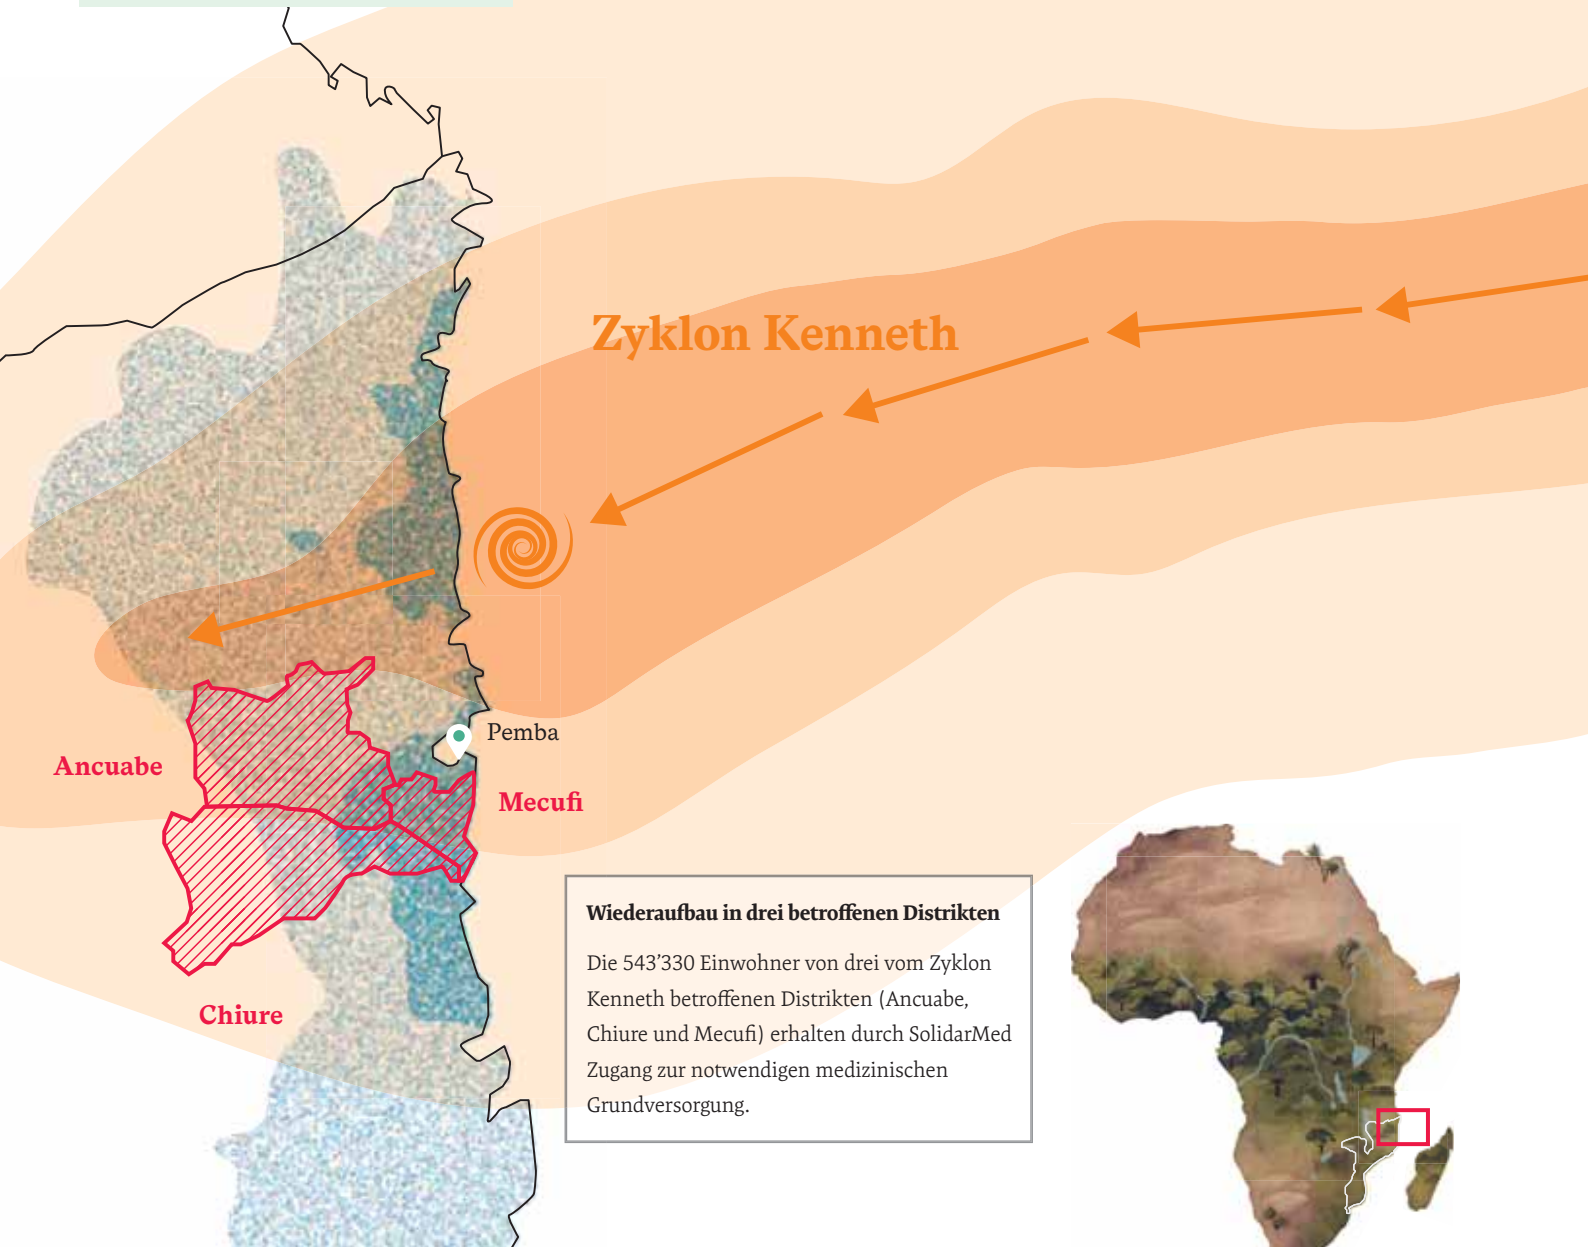 Zyklon Kenneth
Pemba
Ancuabe
Mecufi
Chiure
Wiederaufbau in drei betroffenen Distrikten
Die 543’330 Einwohner von drei vom Zyklon
Kenneth betroffenen Distrikten (Ancuabe,
Chiure und Mecufi) erhalten durch SolidarMed
Zugang zur notwendigen medizinischen
Grundversorgung.